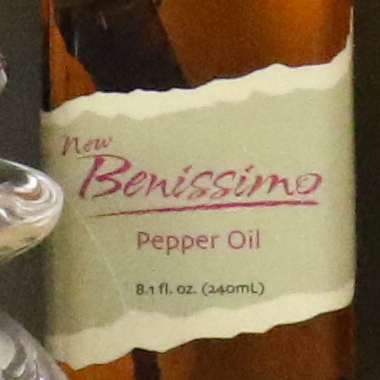 New
Benissimo
Pepper Oil
8.1 fl. oz. (240mL)